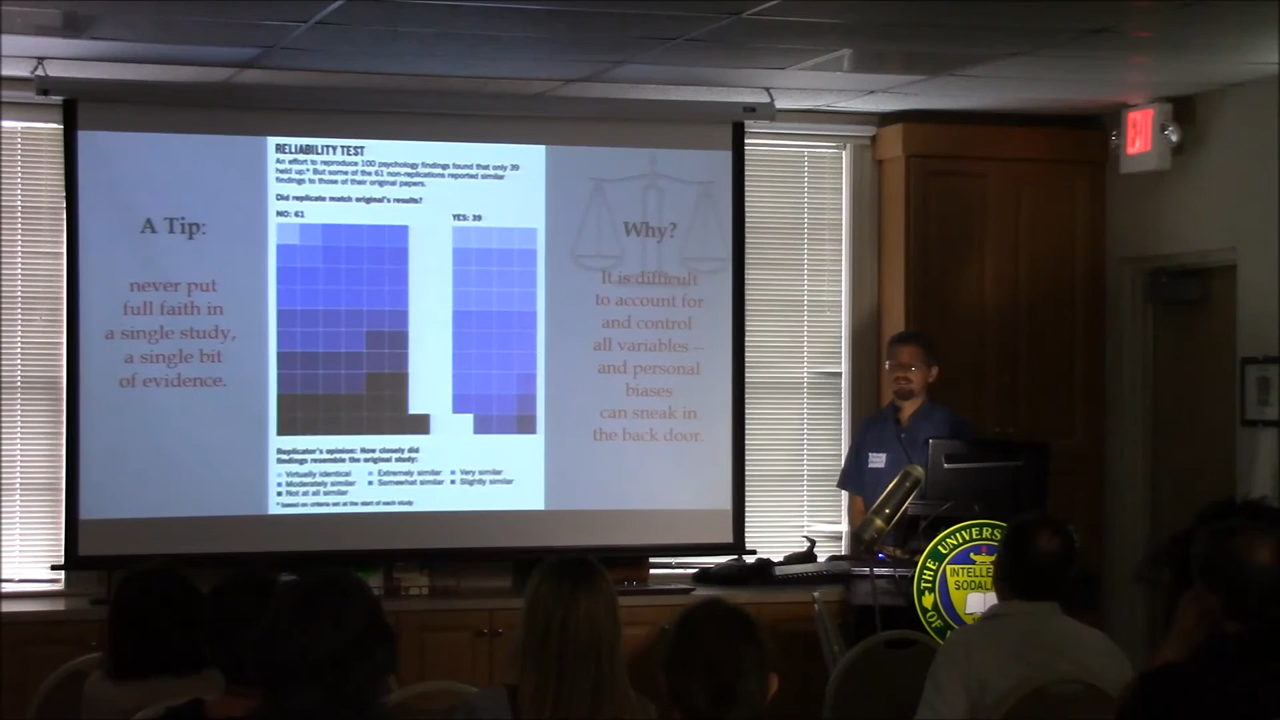 A Tip:
never put
full faith in
a single study,
a single bit
of evidence.
RELIABILITY TEST
An effort to reproduce 100 psychology findings found that only 39
held up.* But some of the 61 non-replications reported similar
findings to those of their original papers.
Did replicate match original's results?
NO: 61
YES: 39
Replicator's opinion: How closely did
findings resemble the original study:
Virtually identical
Extremely similar
Very similar
Moderately similar
Somewhat similar
Slightly similar
Not at all similar
* based on criteria set at the start of each study
Why?
It is difficult
to account for
and control
all variables –
and personal
biases
can sneak in
the back door.
EXIT
THE UNIVERS
INTELLE
SODAL
OF